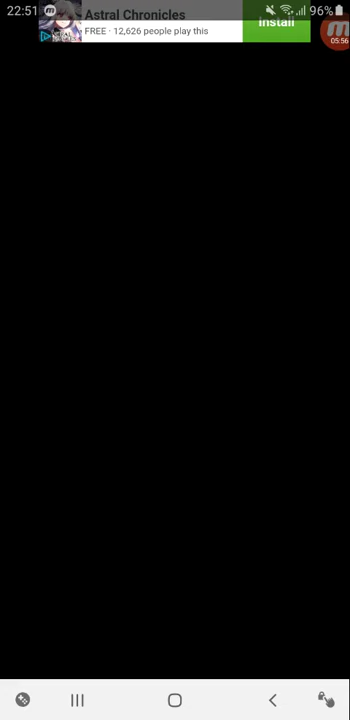 22:51
96%
Astral Chronicles
Install
FREE · 12,626 people play this
05:56